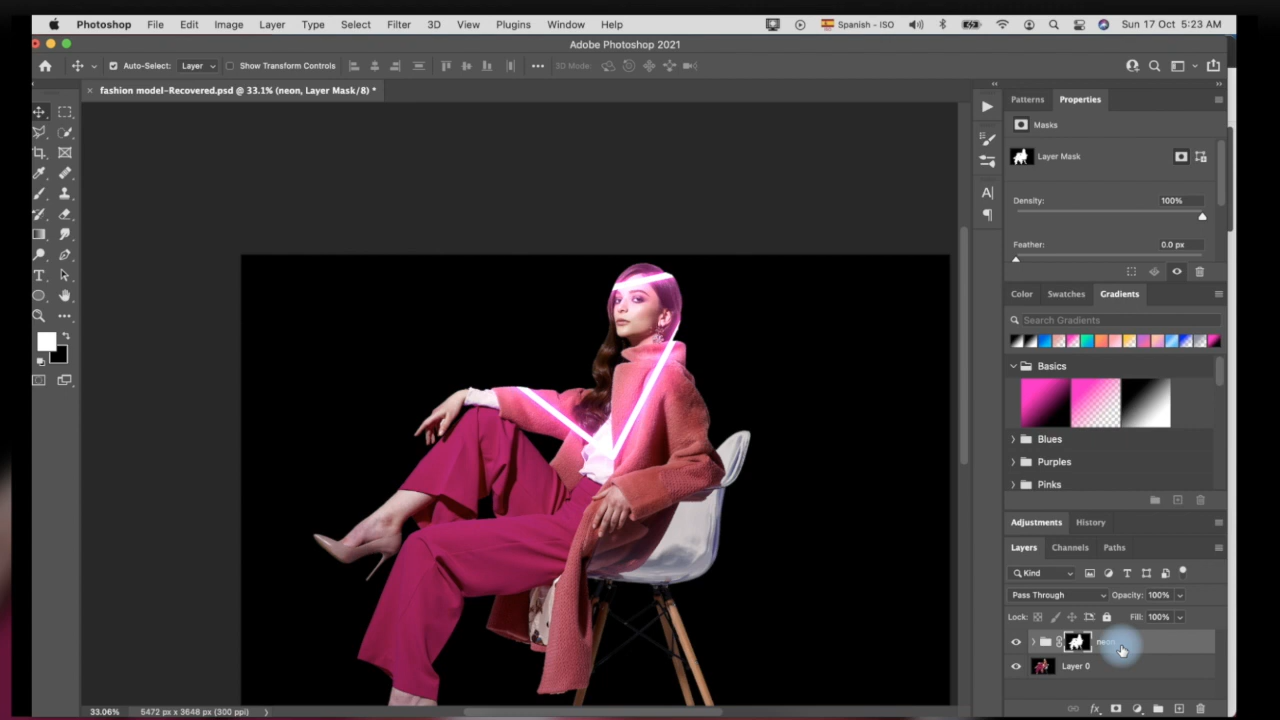 Photoshop File Edit Image Layer Type Select Filter 3D View Plugins Window Help Spanish - ISO Sun 17 Oct 5:23 AM
Adobe Photoshop 2021
Auto-Select: Layer Show Transform Controls 3D Mode:
× fashion model-Recovered.psd @ 33.1% (neon, Layer Mask/8) *
Patterns Properties
Masks
Layer Mask
Density: 100%
Feather: 0.0 px
Color Swatches Gradients
Search Gradients
Basics
Blues
Purples
Pinks
Adjustments History
Layers Channels Paths
Kind
Pass Through Opacity: 100%
Lock: Fill: 100%
neon
Layer 0
33.06% 5472 px x 3648 px (300 ppi)